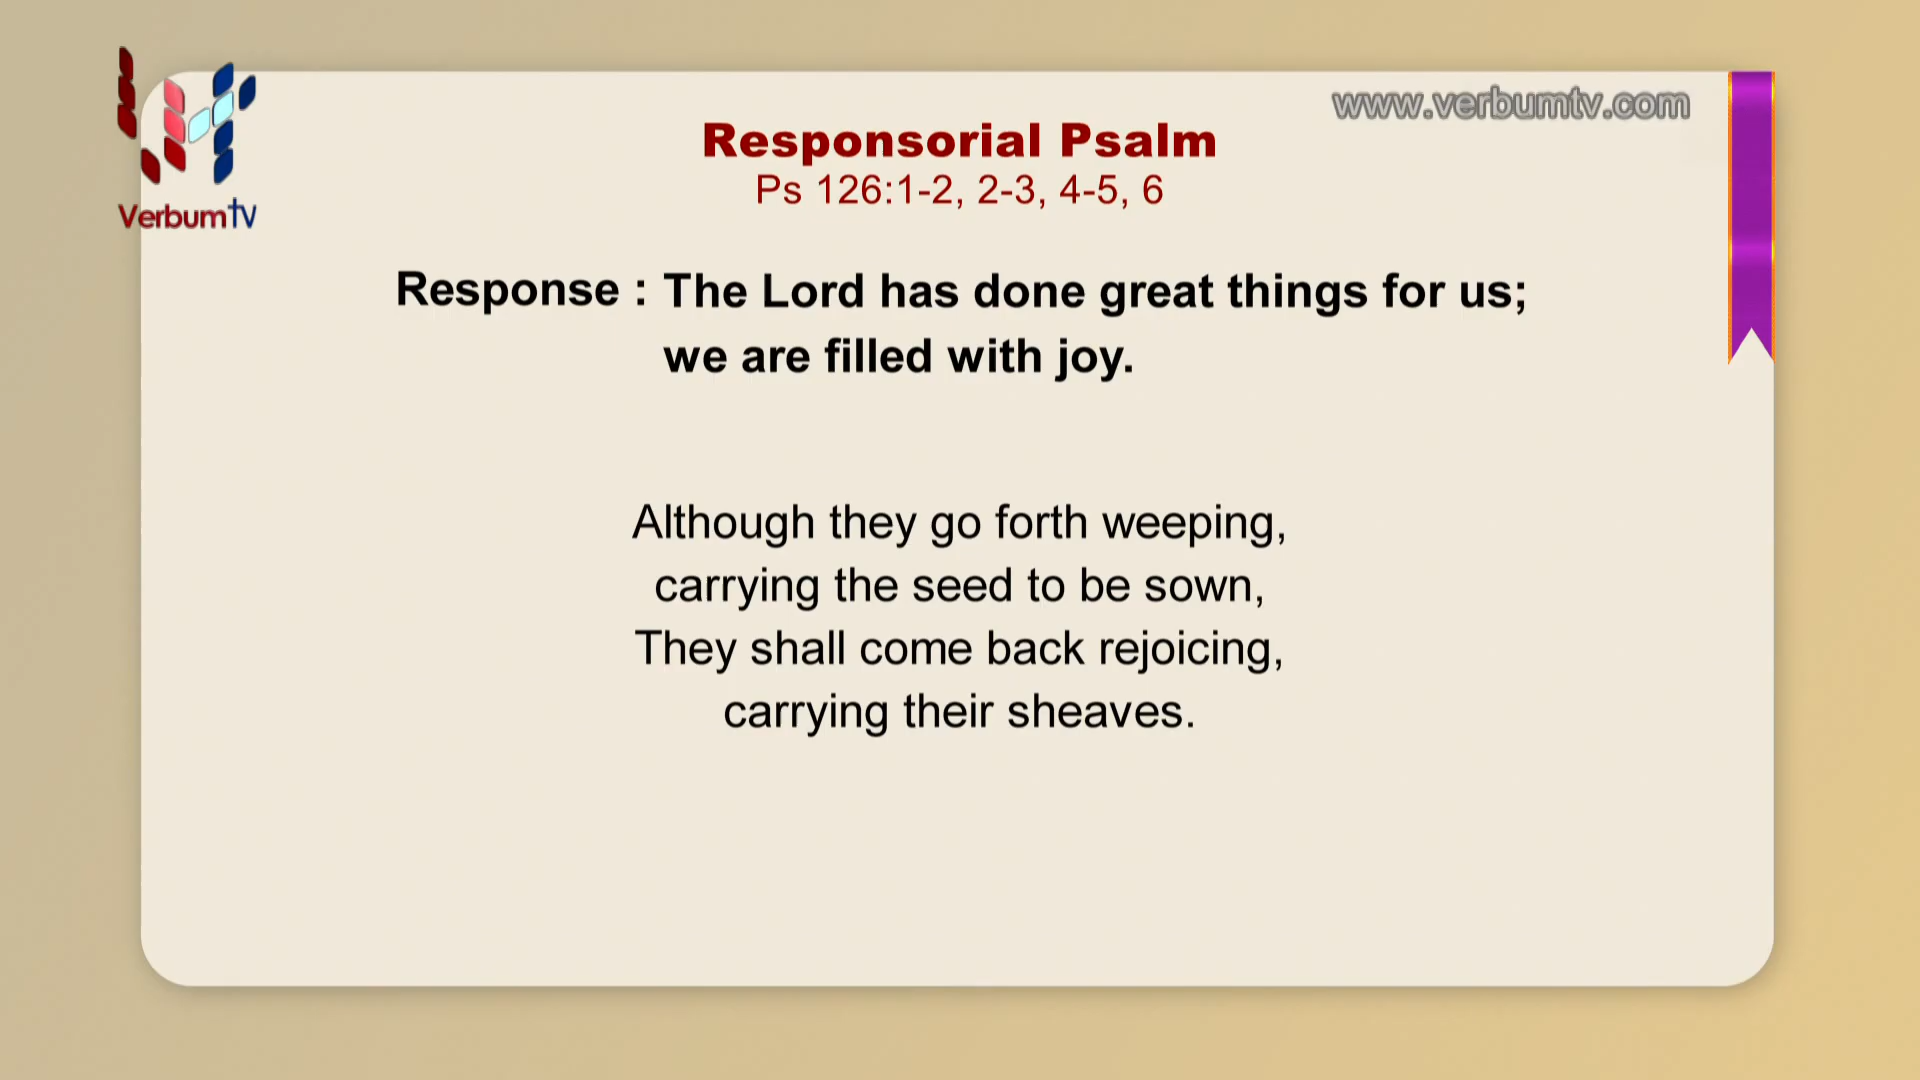 www.verbumtv.com
VerbumTV
Responsorial Psalm
Ps 126:1-2, 2-3, 4-5, 6
Response : The Lord has done great things for us;
we are filled with joy.
Although they go forth weeping,
carrying the seed to be sown,
They shall come back rejoicing,
carrying their sheaves.